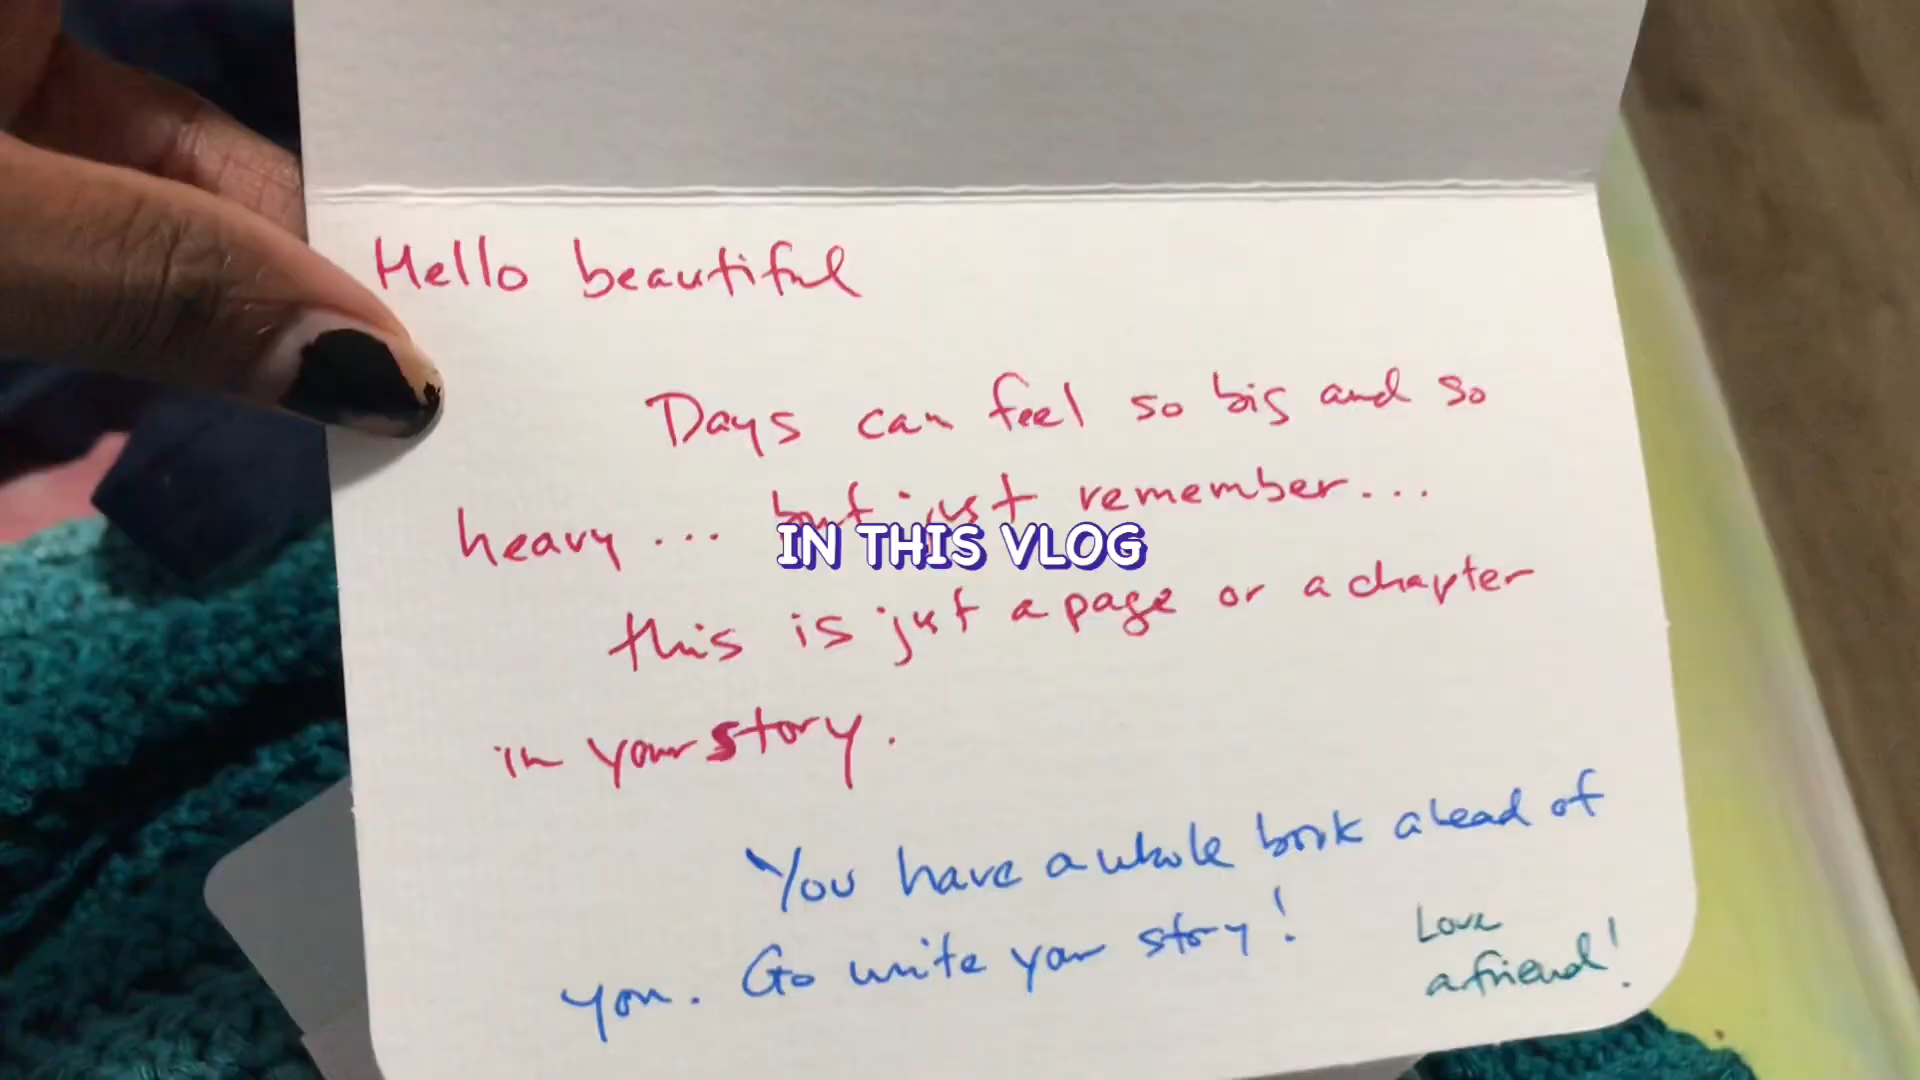 Hello beautiful
Days can feel so big and so
heavy... but just remember...
IN THIS VLOG
this is just a page or a chapter
in your story.
You have a whole book ahead of
you. Go write your story!
Love
a friend!